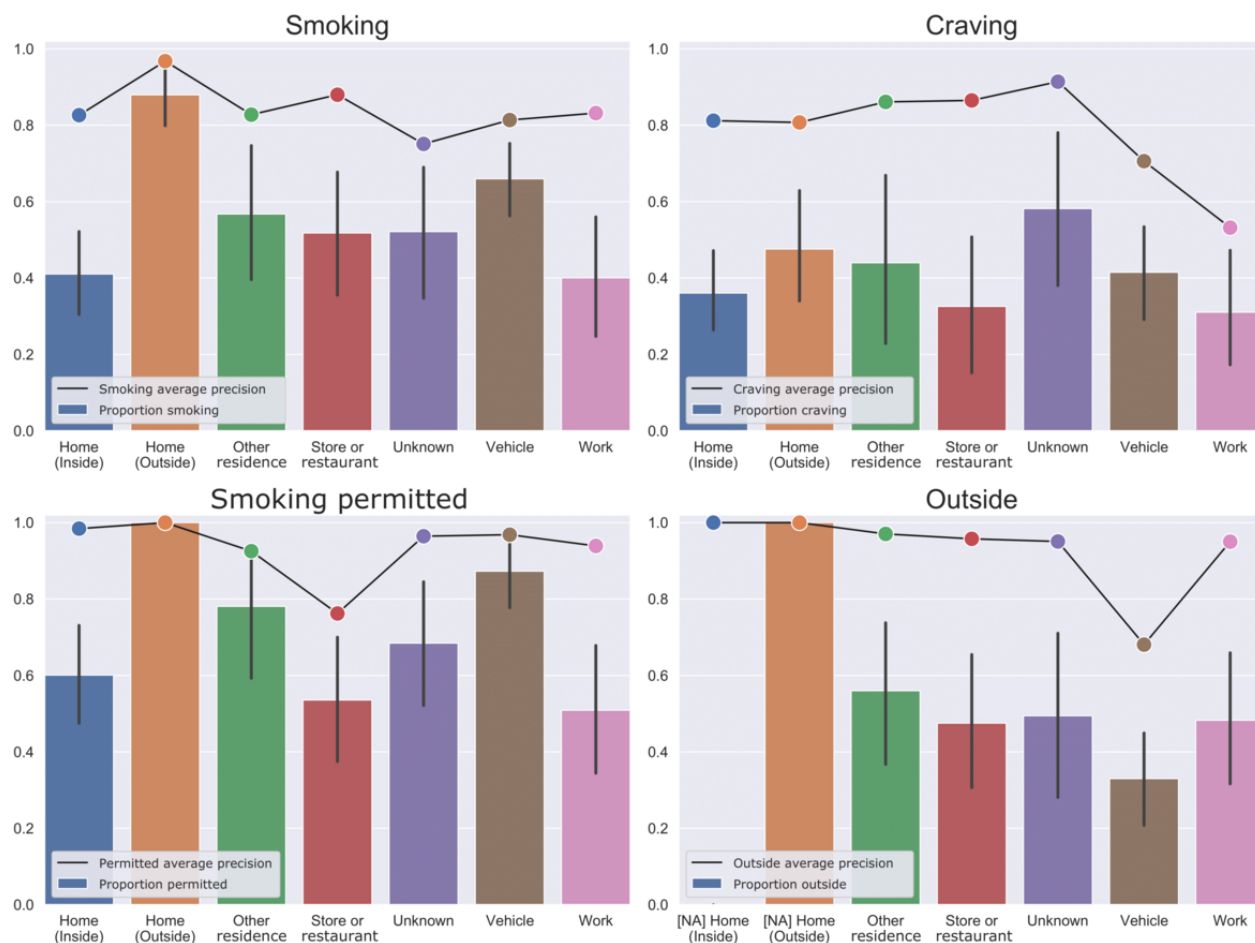 Smoking
1.0
0.8
0.6
0.4
0.2
0.0
Smoking average precision
Proportion smoking
Home
(Inside)
Home
(Outside)
Other
residence
Store or
restaurant
Unknown
Vehicle
Work
Craving
1.0
0.8
0.6
0.4
0.2
0.0
Craving average precision
Proportion craving
Home
(Inside)
Home
(Outside)
Other
residence
Store or
restaurant
Unknown
Vehicle
Work
Smoking permitted
1.0
0.8
0.6
0.4
0.2
0.0
Permitted average precision
Proportion permitted
Home
(Inside)
Home
(Outside)
Other
residence
Store or
restaurant
Unknown
Vehicle
Work
Outside
1.0
0.8
0.6
0.4
0.2
0.0
Outside average precision
Proportion outside
[NA] Home
(Inside)
[NA] Home
(Outside)
Other
residence
Store or
restaurant
Unknown
Vehicle
Work